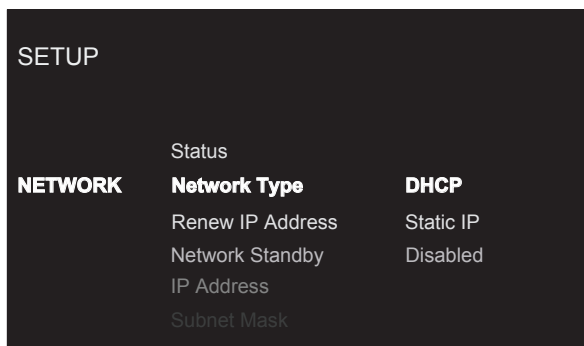 SETUP
Status
NETWORK Network Type DHCP
Renew IP Address Static IP
Network Standby Disabled
IP Address
Subnet Mask